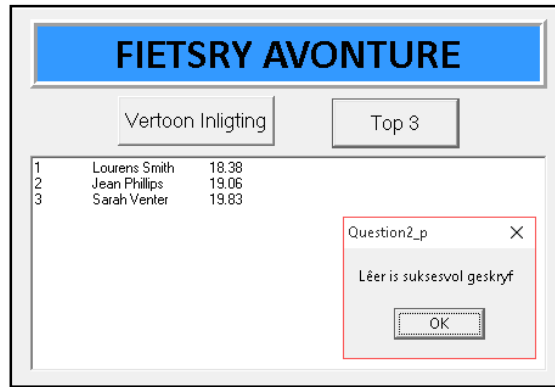 FIETSRY AVONTURE
Vertoon Inligting
Top 3
1 Lourens Smith 18.38
2 Jean Phillips 19.06
3 Sarah Venter 19.83
Question2_p
Lêer is suksesvol geskryf
OK